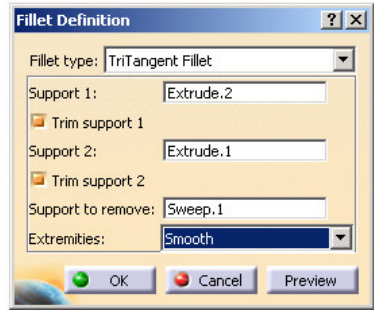 Fillet Definition
Fillet type: TriTangent Fillet
Support 1: Extrude.2
Trim support 1
Support 2: Extrude.1
Trim support 2
Support to remove: Sweep.1
Extremities: Smooth
OK Cancel Preview